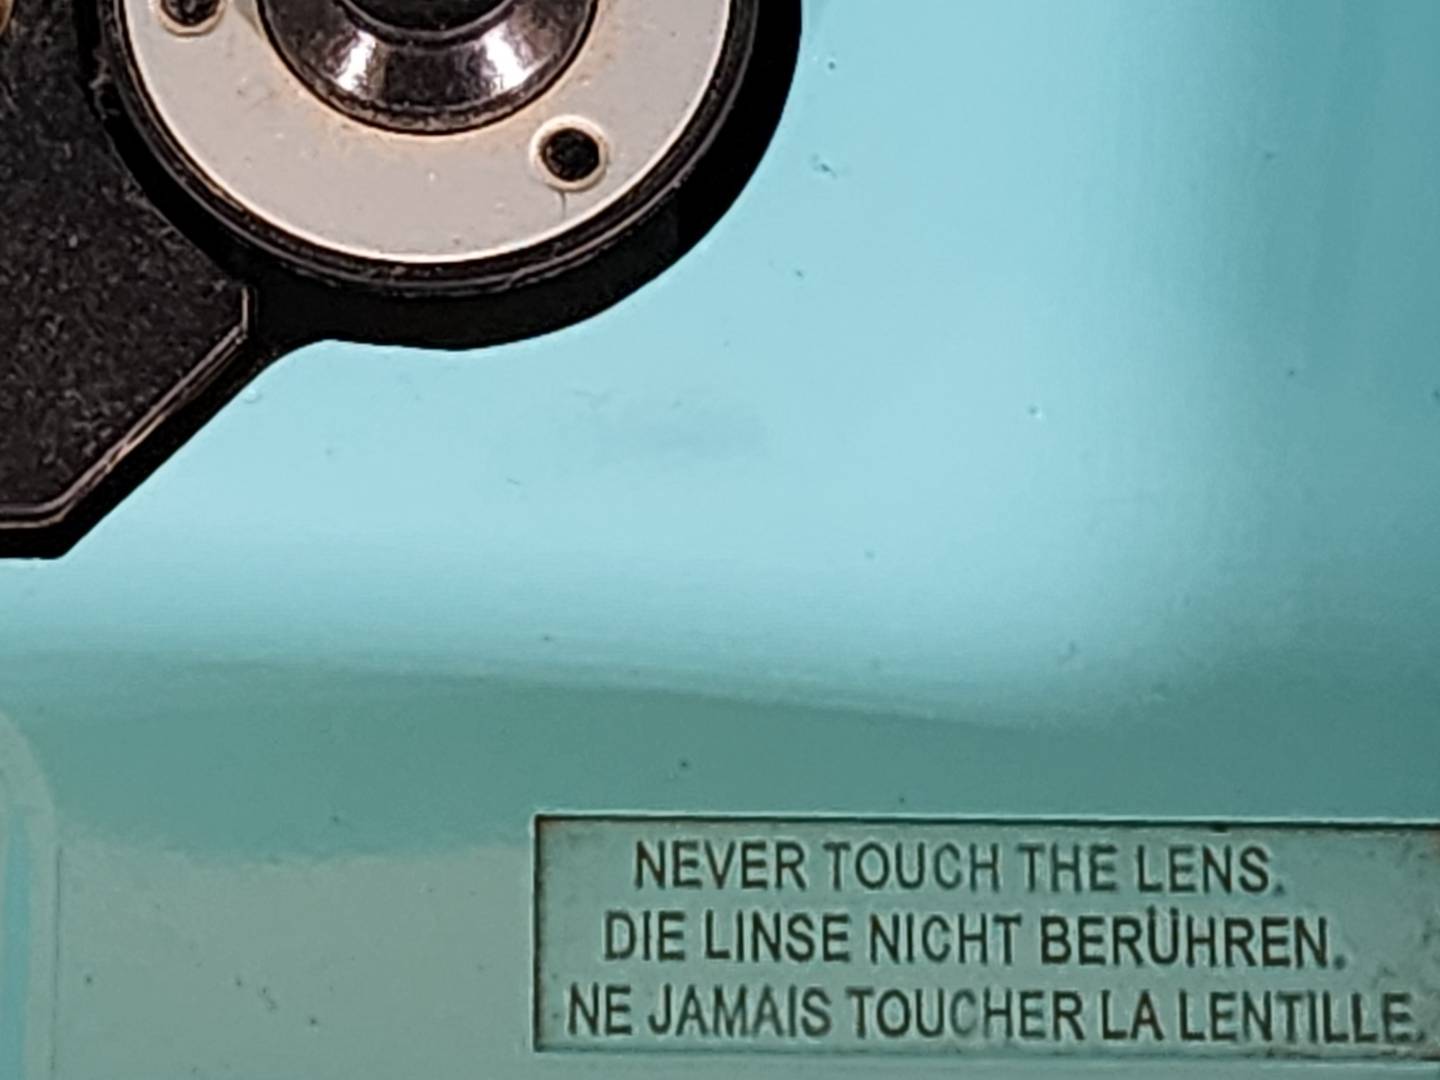 NEVER TOUCH THE LENS.
DIE LINSE NICHT BERÜHREN.
NE JAMAIS TOUCHER LA LENTILLE.